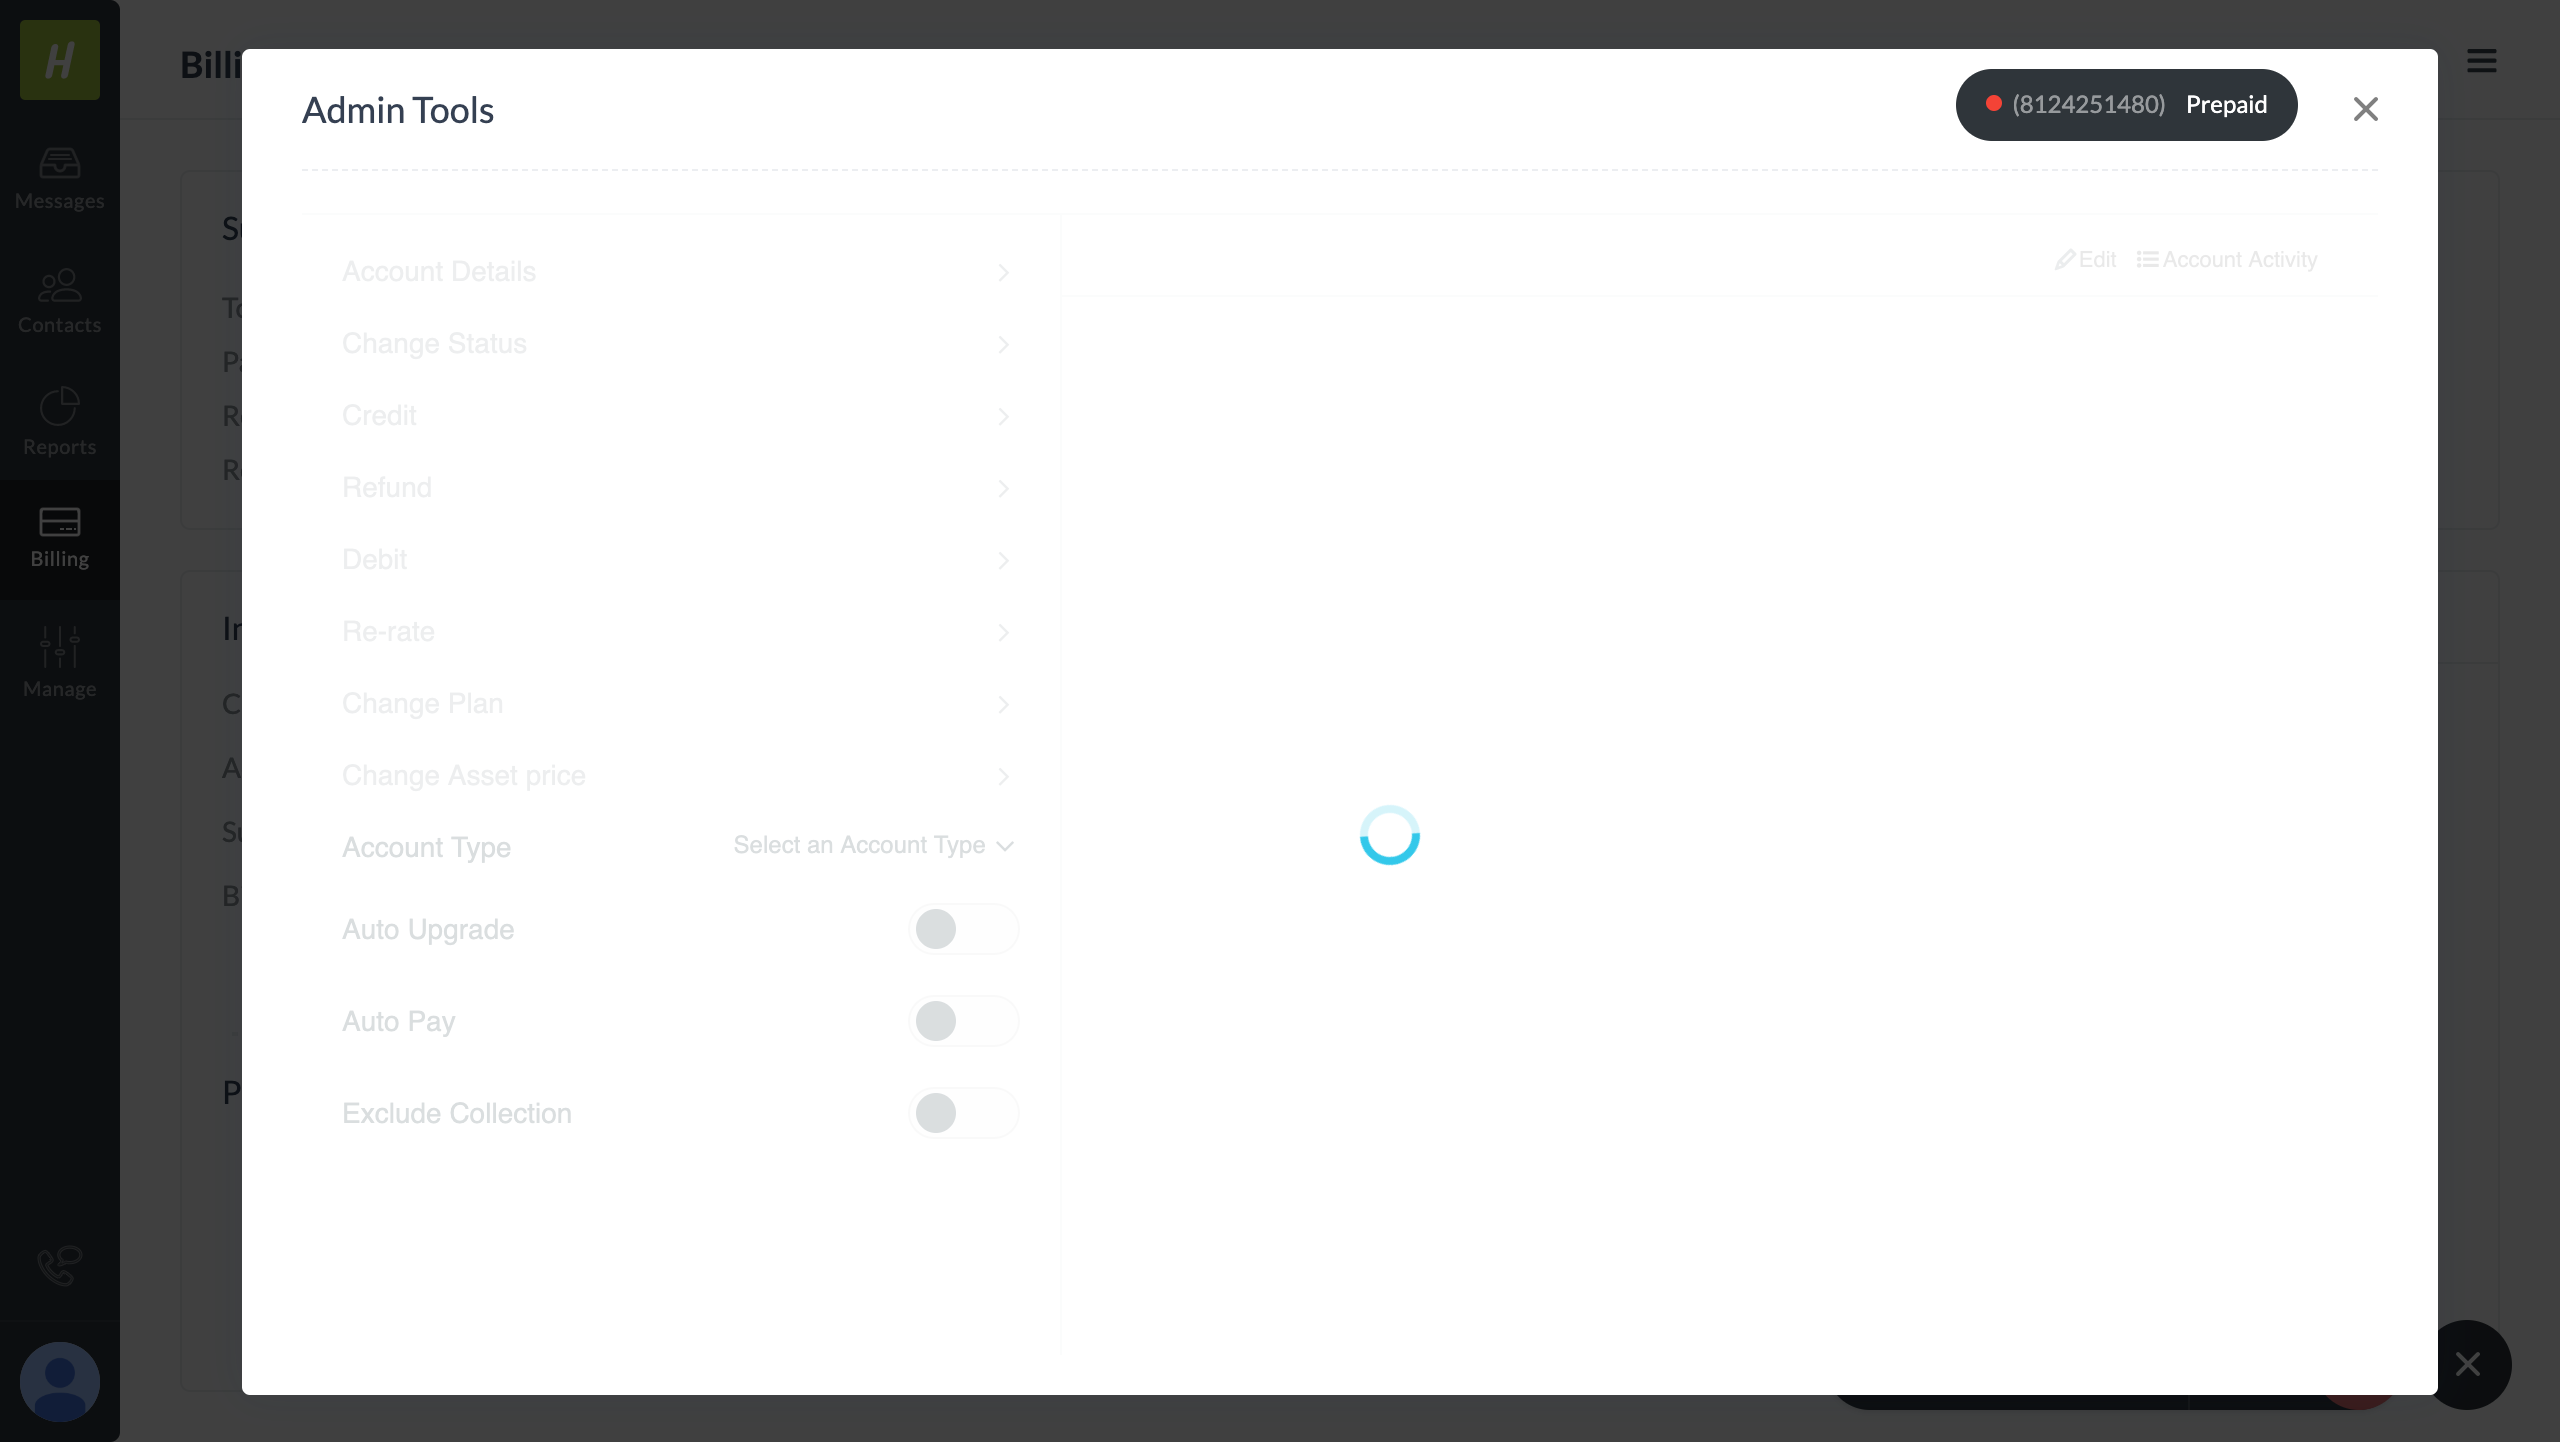 H
Messages
Contacts
Reports
Billing
Manage
Billi
Admin Tools
(8124251480) Prepaid
Edit Account Activity
Account Details
Change Status
Credit
Refund
Debit
Re-rate
Change Plan
Change Asset price
Account Type Select an Account Type
Auto Upgrade
Auto Pay
Exclude Collection